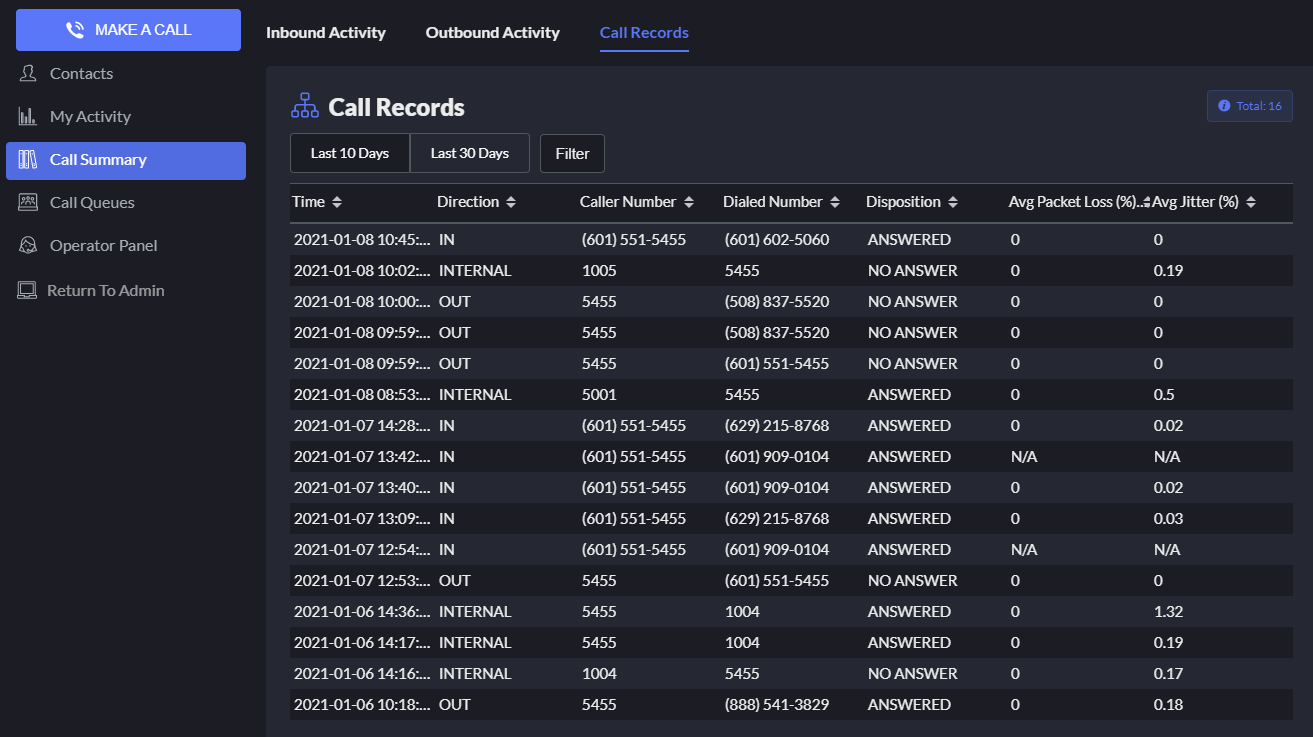 MAKE A CALL
Contacts
My Activity
Call Summary
Call Queues
Operator Panel
Return To Admin
Inbound Activity Outbound Activity Call Records
Call Records
Total: 16
Last 10 Days Last 30 Days Filter
Time Direction Caller Number Dialed Number Disposition Avg Packet Loss (%)... Avg Jitter (%)
2021-01-08 10:45:... IN (601) 551-5455 (601) 602-5060 ANSWERED 0 0
2021-01-08 10:02:... INTERNAL 1005 5455 NO ANSWER 0 0.19
2021-01-08 10:00:... OUT 5455 (508) 837-5520 NO ANSWER 0 0
2021-01-08 09:59:... OUT 5455 (508) 837-5520 NO ANSWER 0 0
2021-01-08 09:59:... OUT 5455 (601) 551-5455 NO ANSWER 0 0
2021-01-08 08:53:... INTERNAL 5001 5455 ANSWERED 0 0.5
2021-01-07 14:28:... IN (601) 551-5455 (629) 215-8768 ANSWERED 0 0.02
2021-01-07 13:42:... IN (601) 551-5455 (601) 909-0104 ANSWERED N/A N/A
2021-01-07 13:40:... IN (601) 551-5455 (601) 909-0104 ANSWERED 0 0.02
2021-01-07 13:09:... IN (601) 551-5455 (629) 215-8768 ANSWERED 0 0.03
2021-01-07 12:54:... IN (601) 551-5455 (601) 909-0104 ANSWERED N/A N/A
2021-01-07 12:53:... OUT 5455 (601) 551-5455 NO ANSWER 0 0
2021-01-06 14:36:... INTERNAL 5455 1004 ANSWERED 0 1.32
2021-01-06 14:17:... INTERNAL 5455 1004 ANSWERED 0 0.19
2021-01-06 14:16:... INTERNAL 1004 5455 NO ANSWER 0 0.17
2021-01-06 10:18:... OUT 5455 (888) 541-3829 ANSWERED 0 0.18